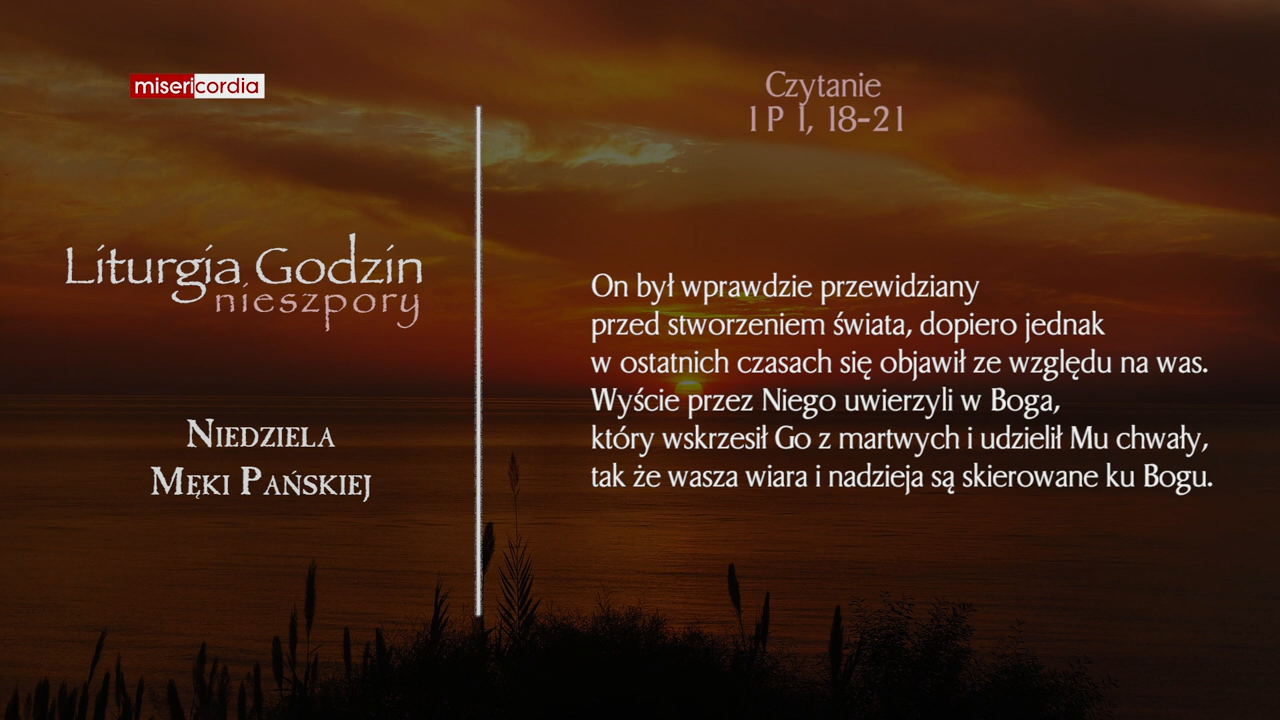 misericordia
Liturgia Godzin
nieszpory
Niedziela
Męki Pańskiej
Czytanie
1 P 1, 18-21
On był wprawdzie przewidziany
przed stworzeniem świata, dopiero jednak
w ostatnich czasach się objawił ze względu na was.
Wyście przez Niego uwierzyli w Boga,
który wskrzesił Go z martwych i udzielił Mu chwały,
tak że wasza wiara i nadzieja są skierowane ku Bogu.